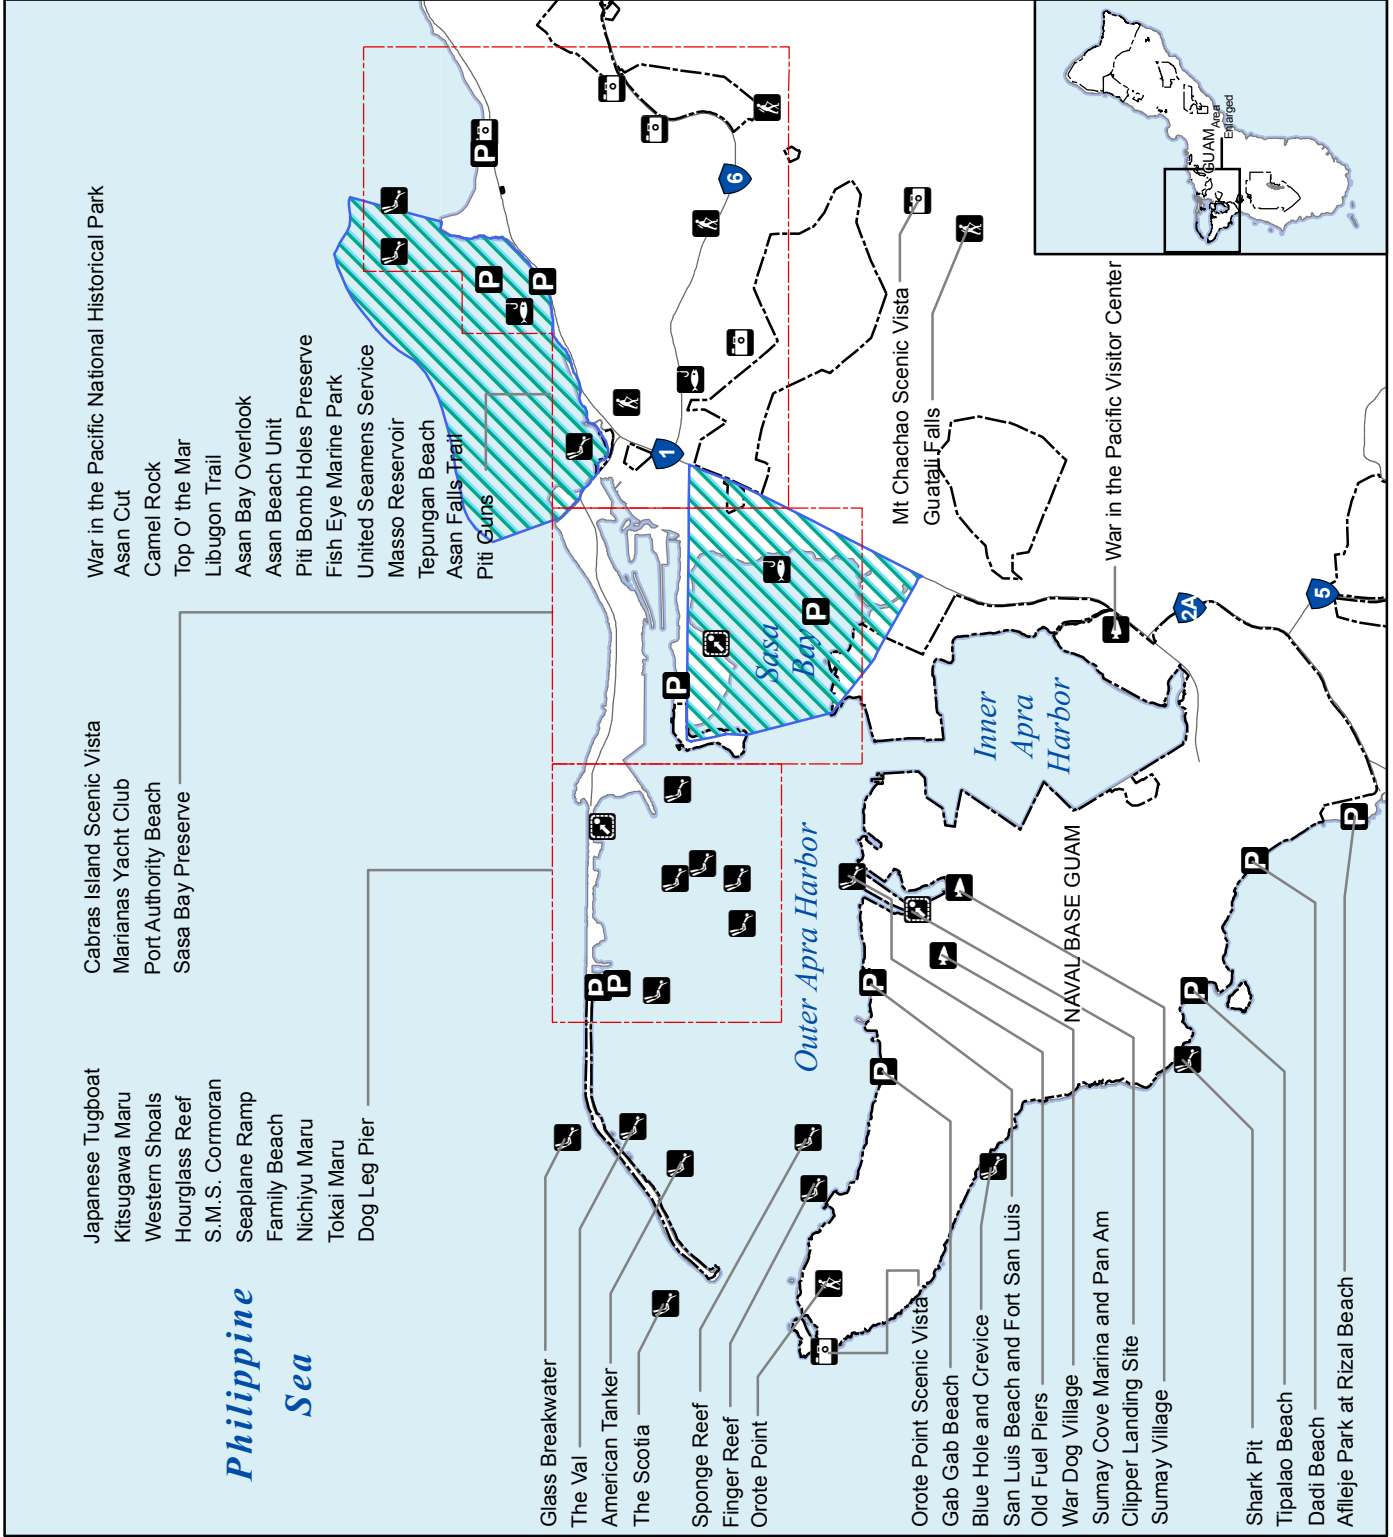 Philippine
Sea
Japanese Tugboat
Kitsugawa Maru
Western Shoals
Hourglass Reef
S.M.S. Cormoran
Seaplane Ramp
Family Beach
Nichiyu Maru
Tokai Maru
Dog Leg Pier
Cabras Island Scenic Vista
Marianas Yacht Club
Port Authority Beach
Sasa Bay Preserve
War in the Pacific National Historical Park
Asan Cut
Camel Rock
Top O' the Mar
Libugon Trail
Asan Bay Overlook
Asan Beach Unit
Piti Bomb Holes Preserve
Fish Eye Marine Park
United Seamens Service
Masso Reservoir
Tepungan Beach
Asan Falls Trail
Piti Guns
Glass Breakwater
The Val
American Tanker
The Scotia
Sponge Reef
Finger Reef
Orote Point
Orote Point Scenic Vista
Gab Gab Beach
Blue Hole and Crevice
San Luis Beach and Fort San Luis
Old Fuel Piers
War Dog Village
Sumay Cove Marina and Pan Am
Clipper Landing Site
Sumay Village
Shark Pit
Tipalao Beach
Dadi Beach
Aflleje Park at Rizal Beach
Outer Apra Harbor
Sasa
Bay
Inner
Apra
Harbor
NAVAL BASE GUAM
Mt Chachao Scenic Vista
Guatali Falls
War in the Pacific Visitor Center
P
P
P
P
P
P
P
P
P
P
P
P
P
1
6
2A
5
GUAM
Area
Enlarged